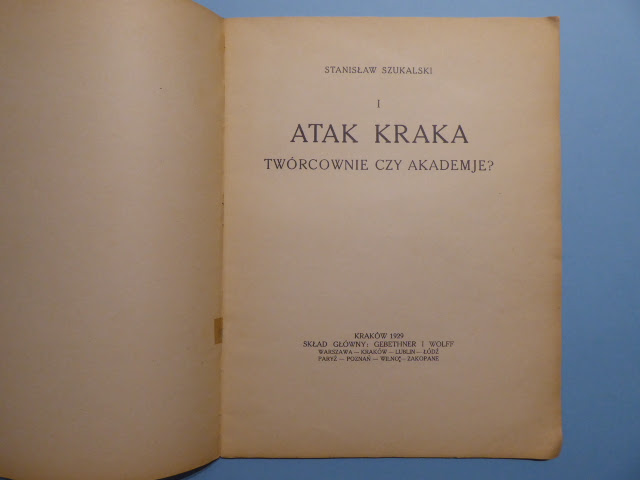 STANISŁAW SZUKALSKI
I
ATAK KRAKA
TWÓRCOWNIE CZY AKADEMJE?
KRAKÓW 1929
SKŁAD GŁÓWNY: GEBETHNER I WOLFF
WARSZAWA — KRAKÓW — LUBLIN — ŁÓDŹ
PARYŻ — POZNAŃ — WILNO — ZAKOPANE